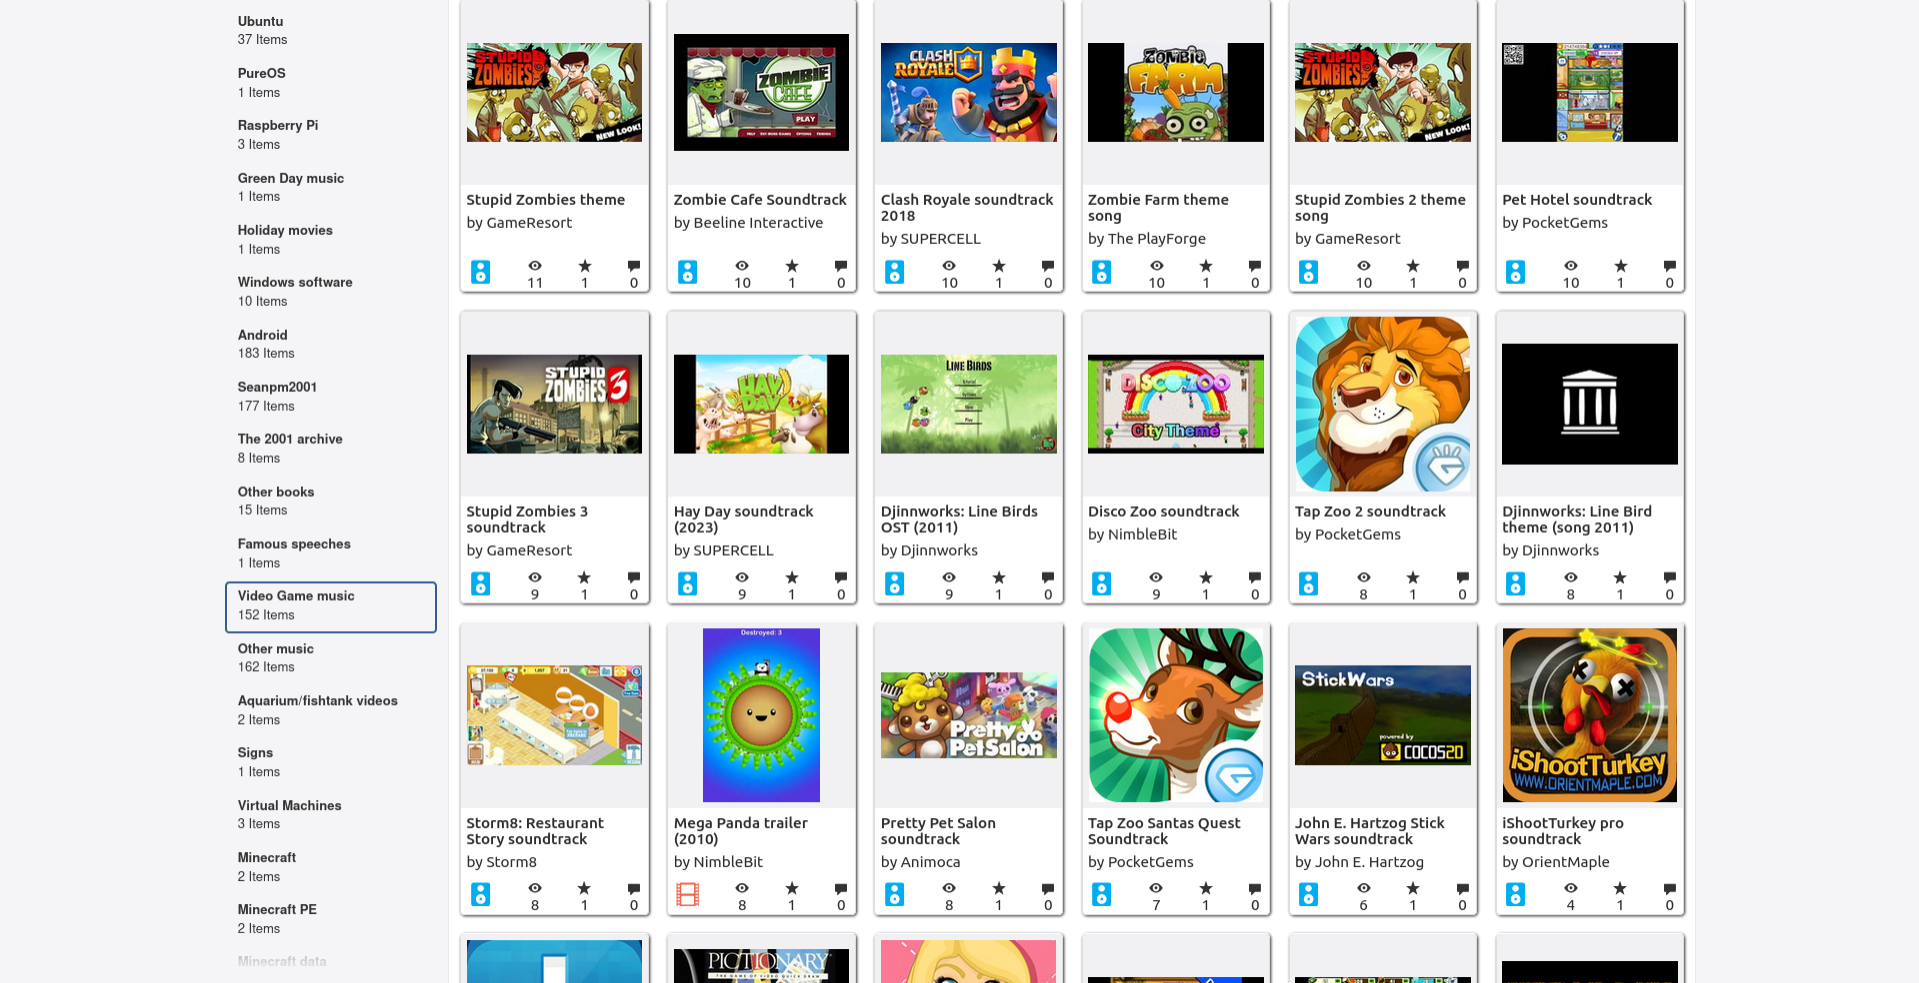 Ubuntu
37 Items
PureOS
1 Items
Raspberry Pi
3 Items
Green Day music
1 Items
Holiday movies
1 Items
Windows software
10 Items
Android
183 Items
Seanpm2001
177 Items
The 2001 archive
8 Items
Other books
15 Items
Famous speeches
1 Items
Video Game music
152 Items
Other music
162 Items
Aquarium/fishtank videos
2 Items
Signs
1 Items
Virtual Machines
3 Items
Minecraft
2 Items
Minecraft PE
2 Items
Minecraft data
STUPID
ZOMBIES
NEW LOOK!
Stupid Zombies theme
by GameResort
11 1 0
ZOMBIE
CAFE
PLAY
Zombie Cafe Soundtrack
by Beeline Interactive
10 1 0
CLASH
ROYALE
Clash Royale soundtrack
2018
by SUPERCELL
10 1 0
ZOMBIE
FARM
Zombie Farm theme
song
by The PlayForge
10 1 0
STUPID
ZOMBIES
NEW LOOK!
Stupid Zombies 2 theme
song
by GameResort
10 1 0
Pet Hotel soundtrack
by PocketGems
10 1 0
STUPID
ZOMBIES 3
Stupid Zombies 3
soundtrack
by GameResort
9 1 0
HAY
DAY
Hay Day soundtrack
(2023)
by SUPERCELL
9 1 0
LINE BIRDS
Djinnworks: Line Birds
OST (2011)
by Djinnworks
9 1 0
DISCO ZOO
City Theme
Disco Zoo soundtrack
by NimbleBit
9 1 0
Tap Zoo 2 soundtrack
by PocketGems
8 1 0
Djinnworks: Line Bird
theme (song 2011)
by Djinnworks
8 1 0
Storm8: Restaurant
Story soundtrack
by Storm8
8 1 0
Destroyed: 3
Mega Panda trailer
(2010)
by NimbleBit
8 1 0
Pretty
Pet Salon
Pretty Pet Salon
soundtrack
by Animoca
8 1 0
Tap Zoo Santas Quest
Soundtrack
by PocketGems
7 1 0
StickWars
powered by
COCOS2D
John E. Hartzog Stick
Wars soundtrack
by John E. Hartzog
6 1 0
iShootTurkey
WWW.ORIENTMAPLE.COM
iShootTurkey pro
soundtrack
by OrientMaple
4 1 0
PICTIONARY
THE GAME OF VIDEO QUICK DRAW